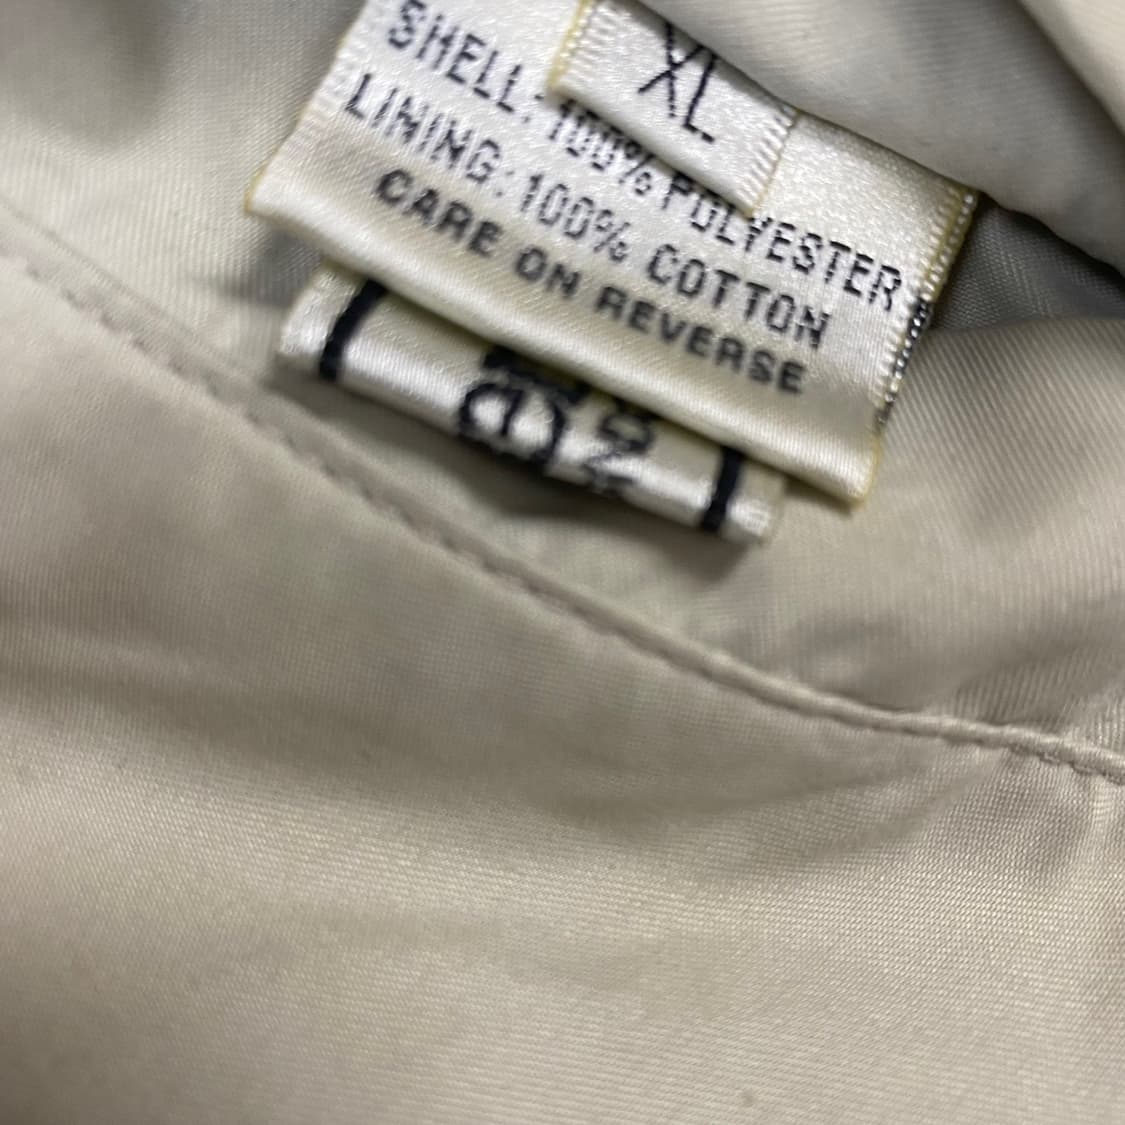 XL
SHELL: 100% POLYESTER
LINING: 100% COTTON
CARE ON REVERSE